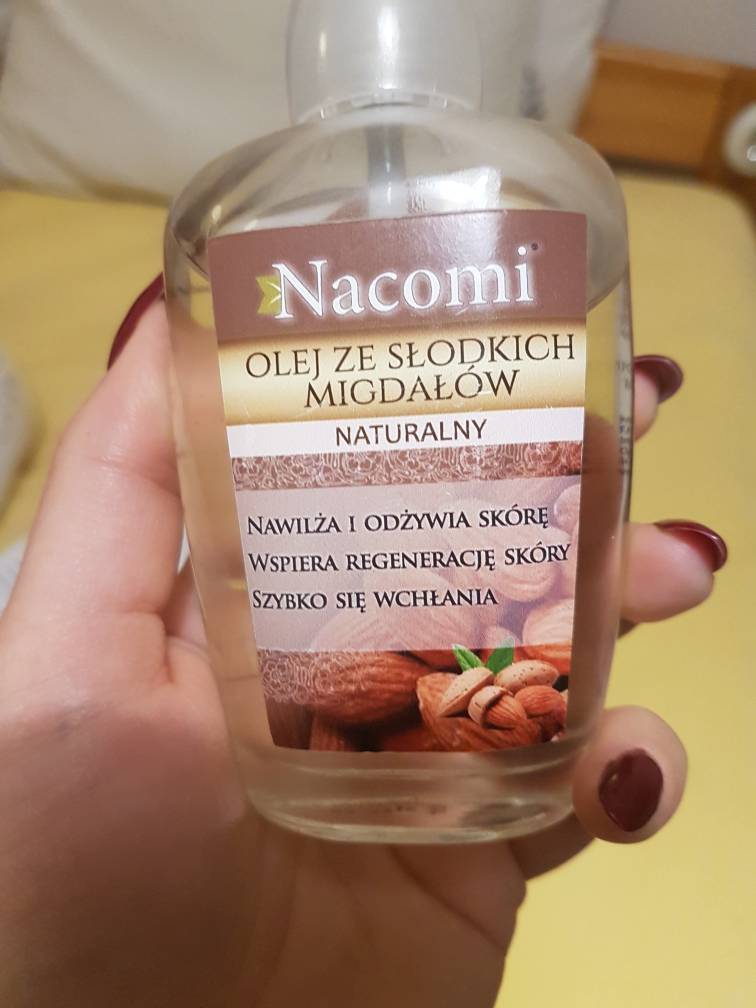 Nacomi
OLEJ ZE SŁODKICH
MIGDAŁÓW
NATURALNY
NAWILŻA I ODŻYWIA SKÓRĘ
WSPIERA REGENERACJĘ SKÓRY
SZYBKO SIĘ WCHŁANIA